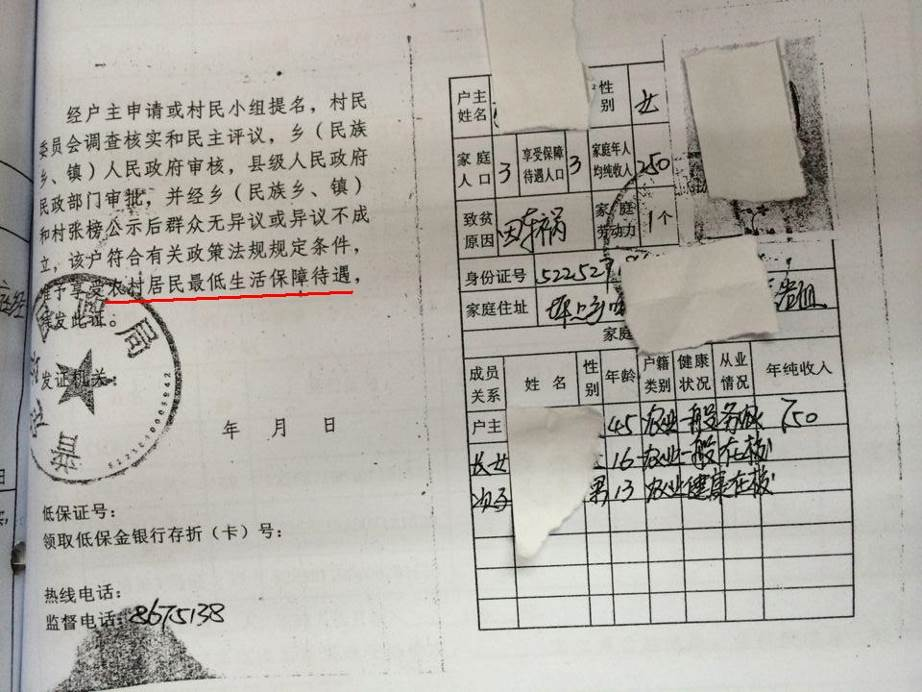 经户主申请或村民小组提名，村民
委员会调查核实和民主评议，乡（民族
乡、镇）人民政府审核，县级人民政府
民政部门审批，并经乡（民族乡、镇）
和村张榜公示后群众无异议或异议不成
立，该户符合有关政策法规规定条件，
准予享受农村居民最低生活保障待遇，
特发此证。
发证机关：
年 月 日
低保证号：
领取低保金银行存折（卡）号：
热线电话：
监督电话：8675138
户主姓名 性别 女
家庭人口 3 享受保障待遇人口 3 家庭年人均纯收入 250
致贫原因 因车祸 家庭劳动力 1个
身份证号 522527
家庭住址 组
家庭
成员关系 姓名 性别 年龄 户籍类别 健康状况 从业情况 年纯收入
户主 45 农业 一般 务农 750
长女 16 农业 一般 在校
次子 男 13 农业 健康 在校